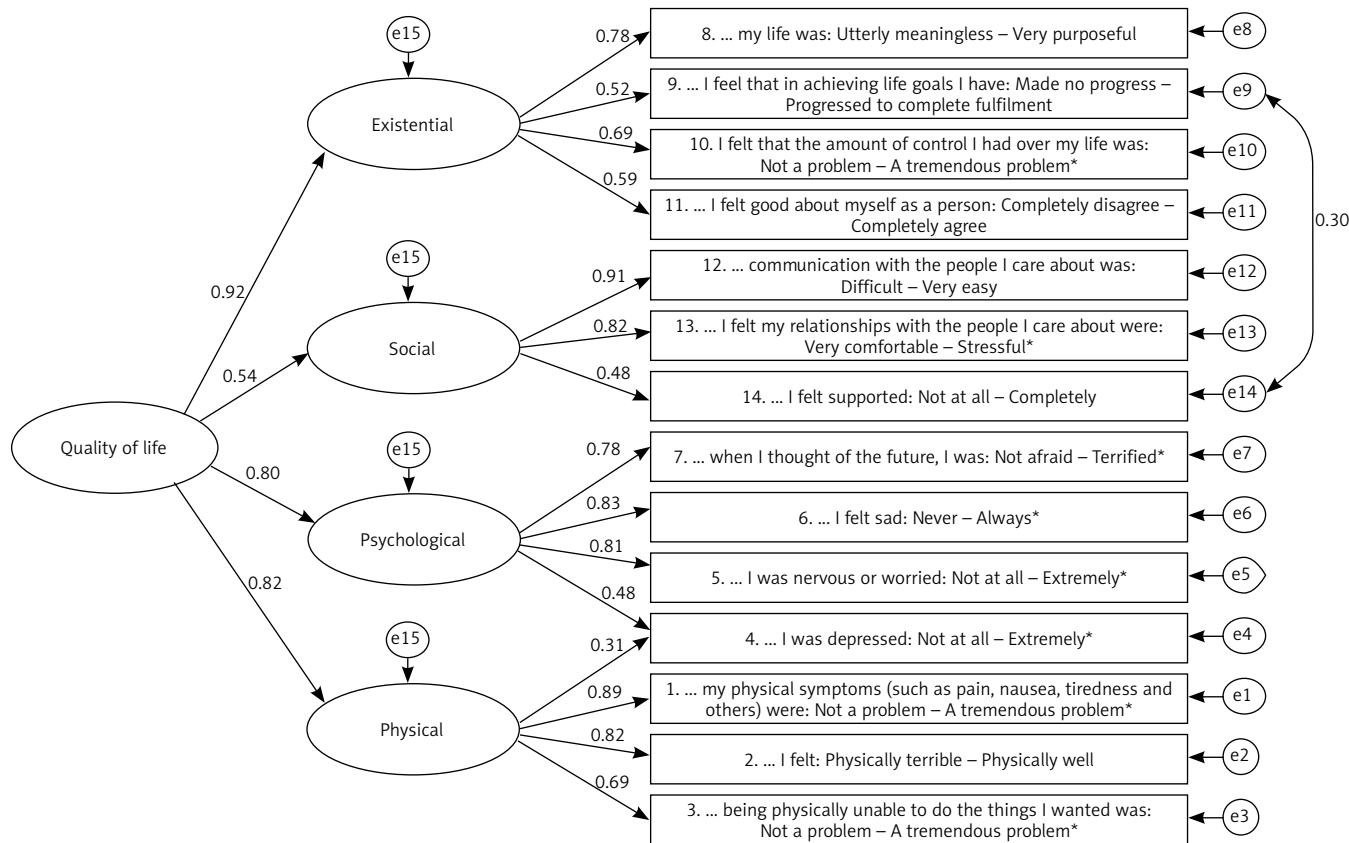 e15
Existential
0.78
8. ... my life was: Utterly meaningless – Very purposeful
e8
0.52
9. ... I feel that in achieving life goals I have: Made no progress –
Progressed to complete fulfilment
e9
0.69
10. I felt that the amount of control I had over my life was:
Not a problem – A tremendous problem*
e10
0.59
11. ... I felt good about myself as a person: Completely disagree –
Completely agree
e11
0.30
0.92
e15
Social
0.91
12. ... communication with the people I care about was:
Difficult – Very easy
e12
0.82
13. ... I felt my relationships with the people I care about were:
Very comfortable – Stressful*
e13
0.48
14. ... I felt supported: Not at all – Completely
e14
0.54
Quality of life
0.80
e15
Psychological
0.78
7. ... when I thought of the future, I was: Not afraid – Terrified*
e7
0.83
6. ... I felt sad: Never – Always*
e6
0.81
5. ... I was nervous or worried: Not at all – Extremely*
e5
0.48
4. ... I was depressed: Not at all – Extremely*
e4
0.82
e15
Physical
0.31
0.89
1. ... my physical symptoms (such as pain, nausea, tiredness and
others) were: Not a problem – A tremendous problem*
e1
0.82
2. ... I felt: Physically terrible – Physically well
e2
0.69
3. ... being physically unable to do the things I wanted was:
Not a problem – A tremendous problem*
e3